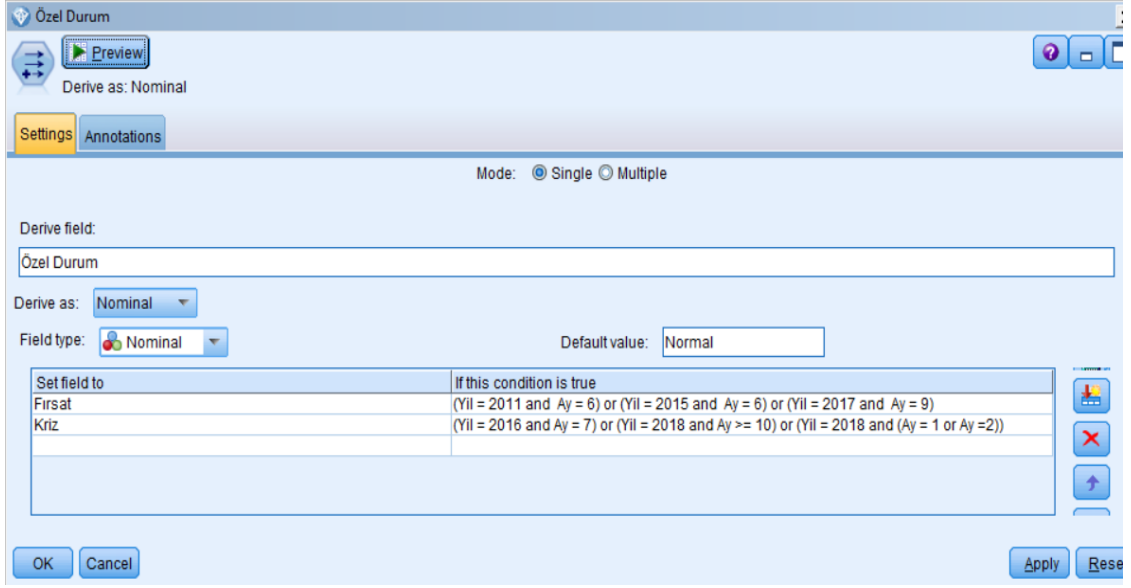 Özel Durum
Preview
Derive as: Nominal
Settings Annotations
Mode: Single Multiple
Derive field:
Özel Durum
Derive as: Nominal
Field type: Nominal Default value: Normal
Set field to If this condition is true
Fırsat (Yil = 2011 and Ay = 6) or (Yil = 2015 and Ay = 6) or (Yil = 2017 and Ay = 9)
Kriz (Yil = 2016 and Ay = 7) or (Yil = 2018 and Ay >= 10) or (Yil = 2018 and (Ay = 1 or Ay =2))
OK Cancel Apply Rese